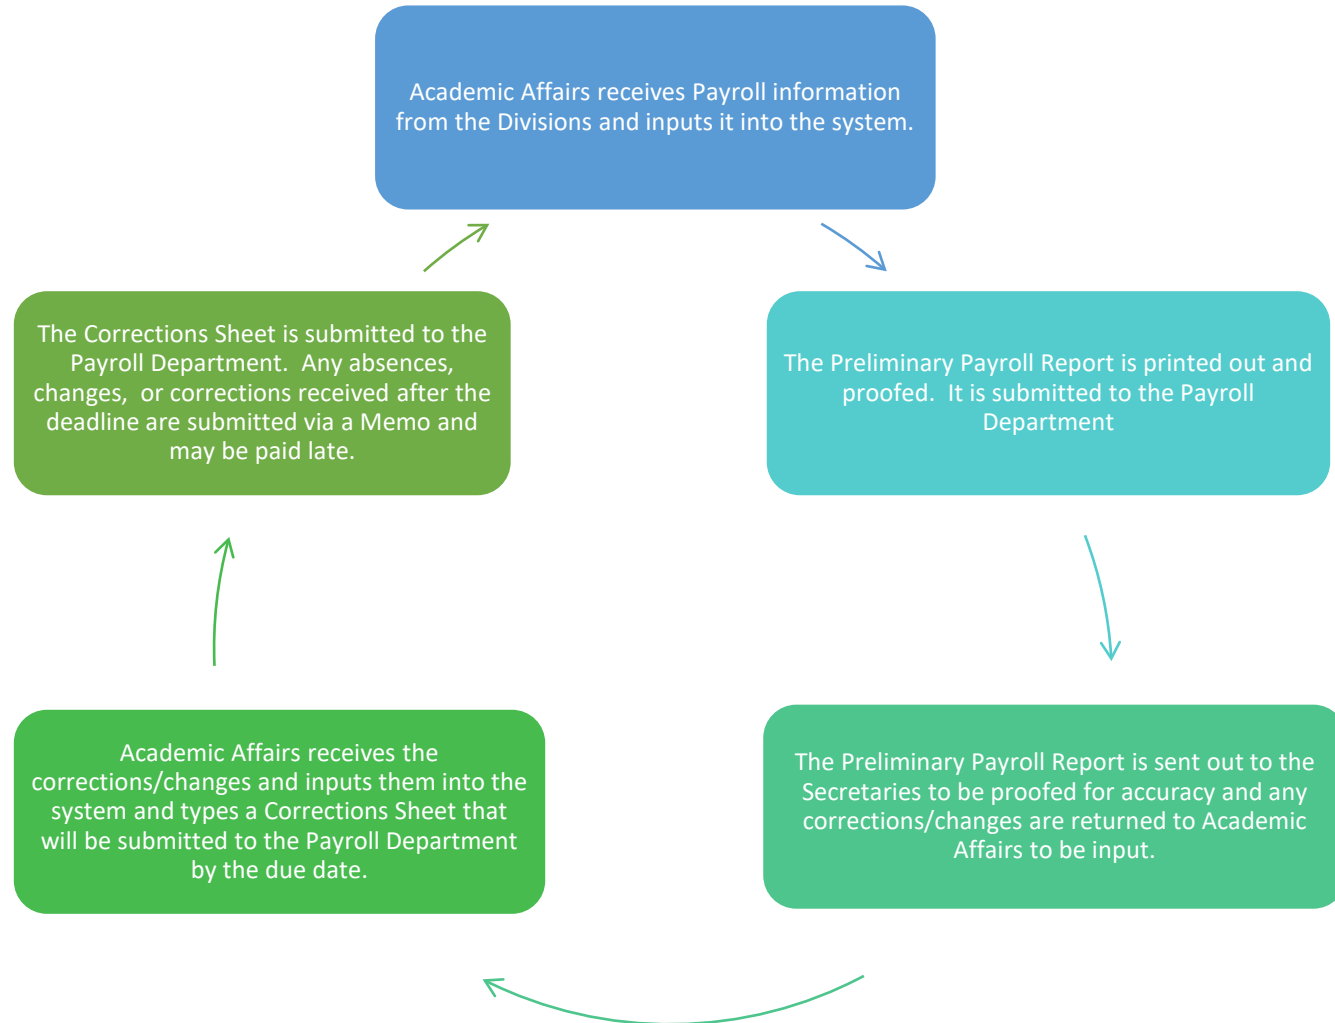 Academic Affairs receives Payroll information
from the Divisions and inputs it into the system.
The Preliminary Payroll Report is printed out and
proofed.  It is submitted to the Payroll
Department
The Preliminary Payroll Report is sent out to the
Secretaries to be proofed for accuracy and any
corrections/changes are returned to Academic
Affairs to be input.
Academic Affairs receives the
corrections/changes and inputs them into the
system and types a Corrections Sheet that
will be submitted to the Payroll Department
by the due date.
The Corrections Sheet is submitted to the
Payroll Department.  Any absences,
changes,  or corrections received after the
deadline are submitted via a Memo and
may be paid late.